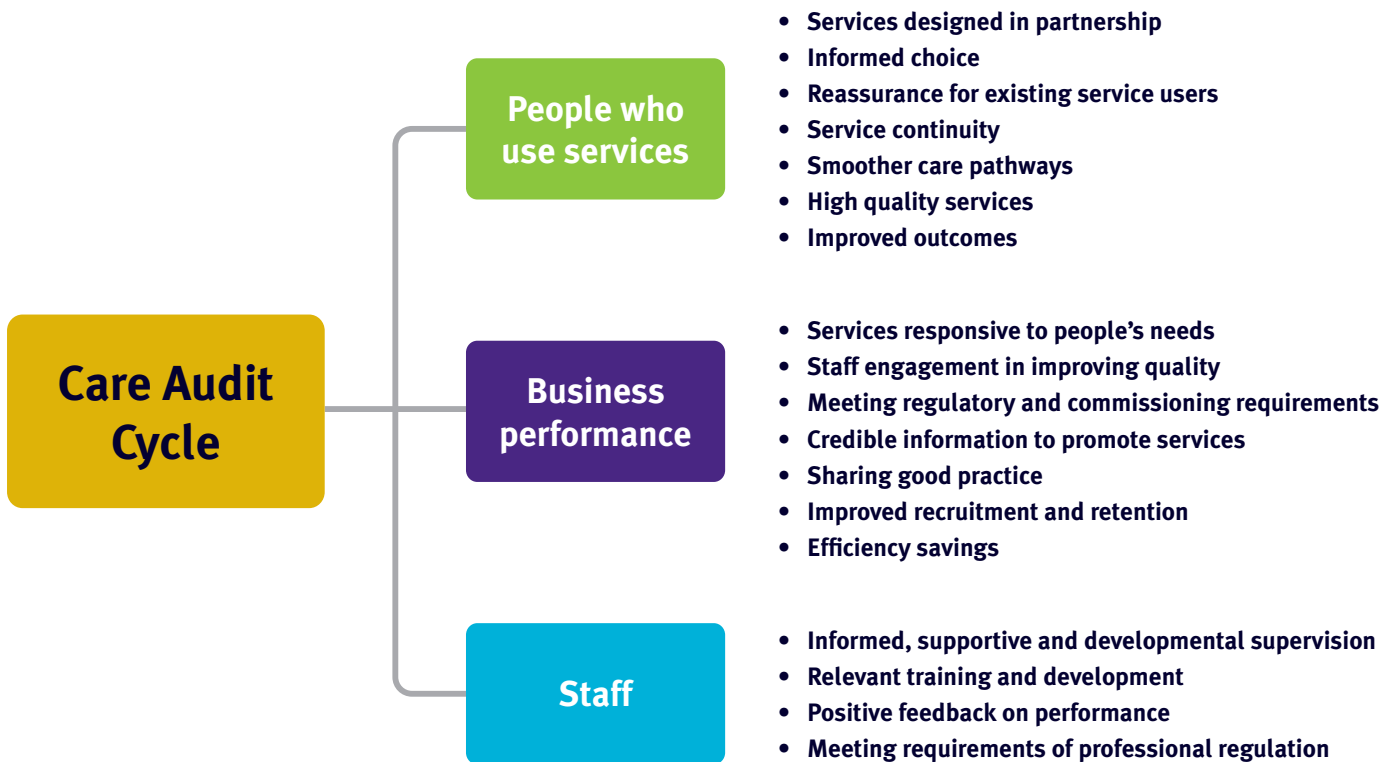 Care Audit
Cycle
People who
use services
• Services designed in partnership
• Informed choice
• Reassurance for existing service users
• Service continuity
• Smoother care pathways
• High quality services
• Improved outcomes
Business
performance
• Services responsive to people’s needs
• Staff engagement in improving quality
• Meeting regulatory and commissioning requirements
• Credible information to promote services
• Sharing good practice
• Improved recruitment and retention
• Efficiency savings
Staff
• Informed, supportive and developmental supervision
• Relevant training and development
• Positive feedback on performance
• Meeting requirements of professional regulation